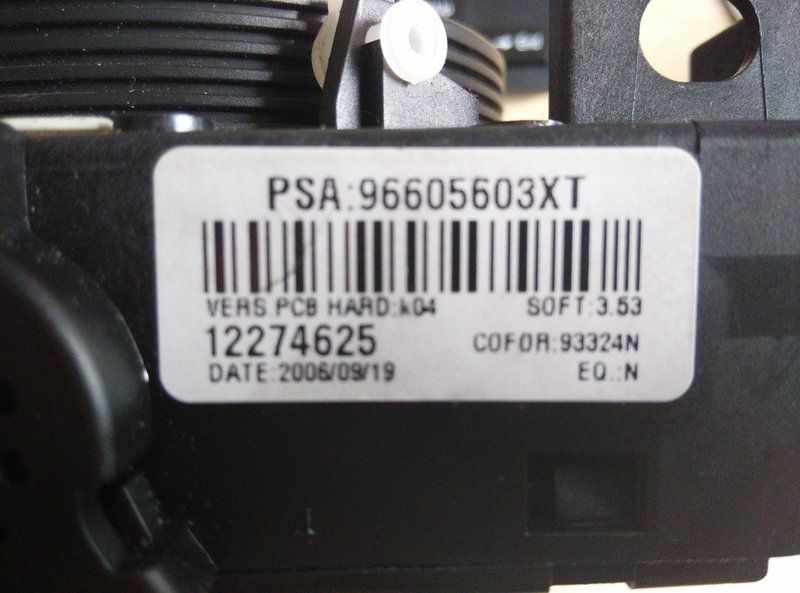 PSA:96605603XT
VERS.PCB HARD:k04 SOFT:3.53
12274625 COFOR:93324N
DATE:2006/09/19 EQ.:N